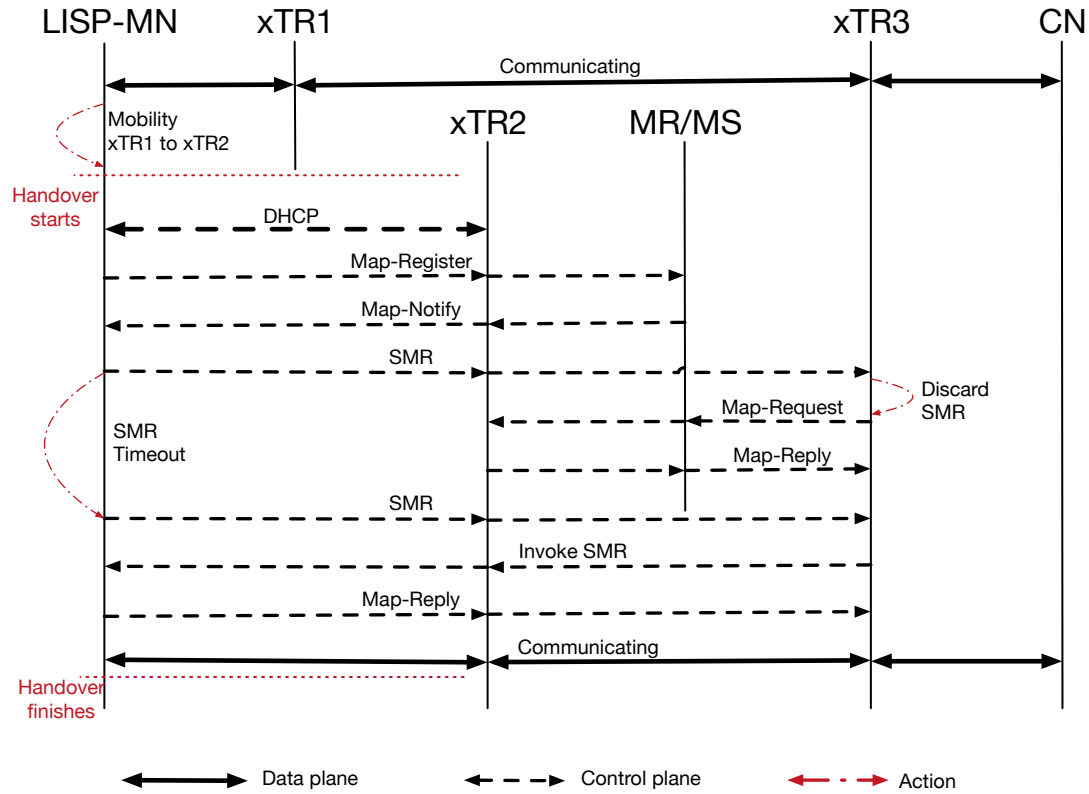 LISP-MN
xTR1
xTR3
CN
Communicating
Mobility
xTR1 to xTR2
xTR2
MR/MS
Handover
starts
DHCP
Map-Register
Map-Notify
SMR
Discard
SMR
Map-Request
SMR
Timeout
Map-Reply
SMR
Invoke SMR
Map-Reply
Communicating
Handover
finishes
Data plane
Control plane
Action